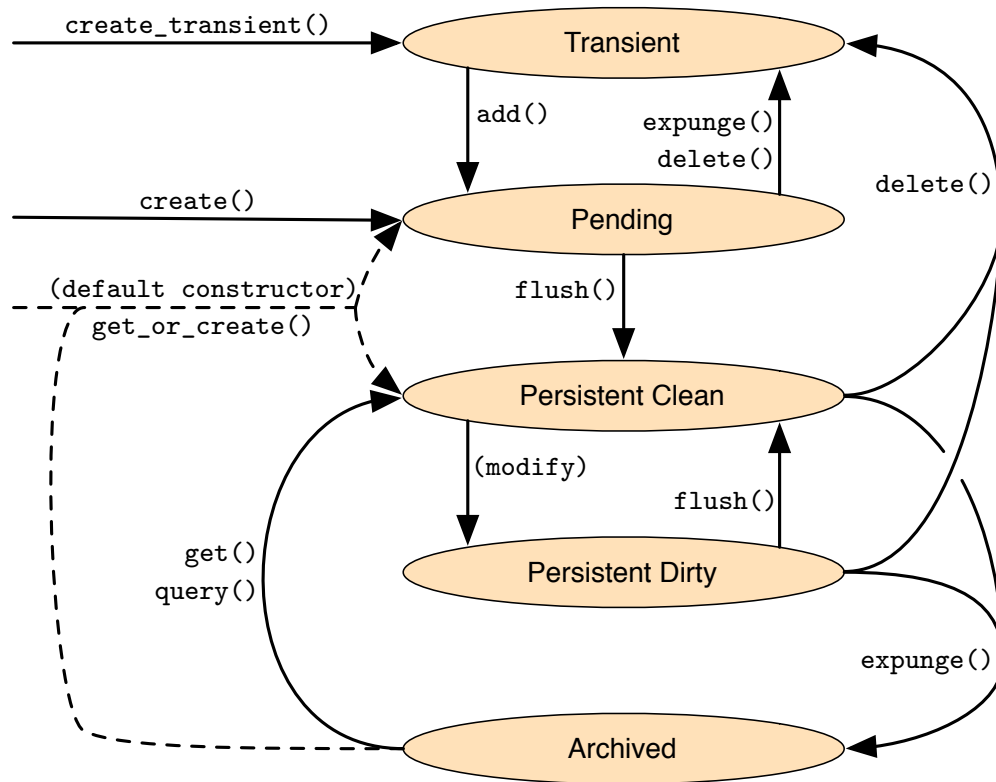 create_transient()
Transient
add()
expunge()
delete()
delete()
create()
Pending
(default constructor)
get_or_create()
flush()
Persistent Clean
(modify)
flush()
get()
query()
Persistent Dirty
expunge()
Archived